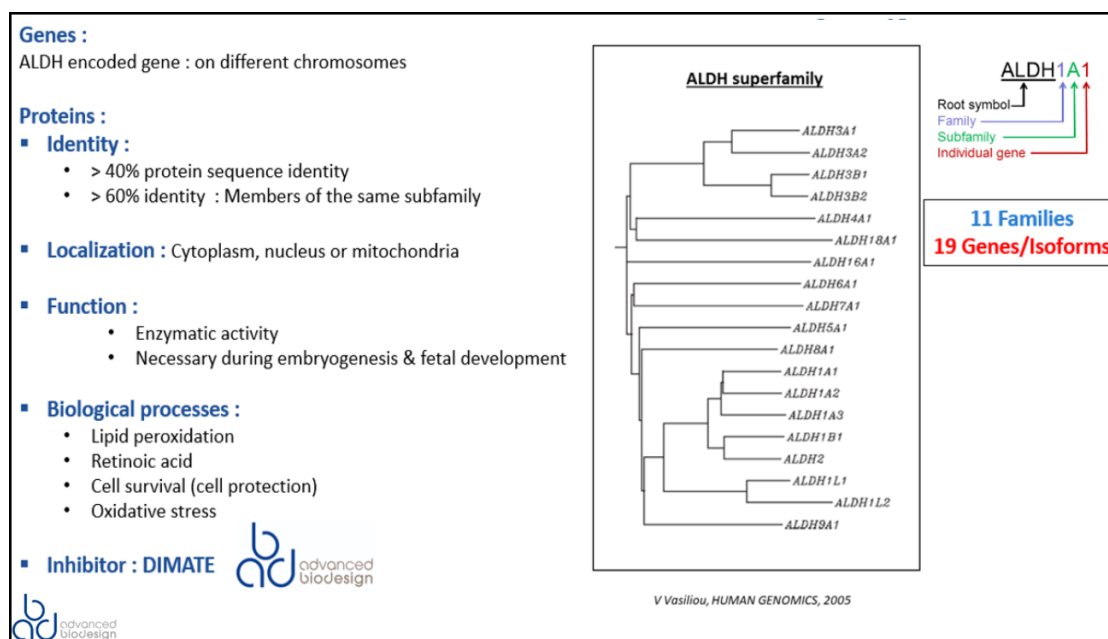 Genes :
ALDH encoded gene : on different chromosomes
Proteins :
▪ Identity :
• > 40% protein sequence identity
• > 60% identity : Members of the same subfamily
▪ Localization : Cytoplasm, nucleus or mitochondria
▪ Function :
• Enzymatic activity
• Necessary during embryogenesis & fetal development
▪ Biological processes :
• Lipid peroxidation
• Retinoic acid
• Cell survival (cell protection)
• Oxidative stress
▪ Inhibitor : DIMATE
bad advanced
biodesign
bad advanced
biodesign
ALDH superfamily
ALDH3A1
ALDH3A2
ALDH3B1
ALDH3B2
ALDH4A1
ALDH18A1
ALDH16A1
ALDH6A1
ALDH7A1
ALDH5A1
ALDH8A1
ALDH1A1
ALDH1A2
ALDH1A3
ALDH1B1
ALDH2
ALDH1L1
ALDH1L2
ALDH9A1
V Vasiliou, HUMAN GENOMICS, 2005
ALDH1A1
Root symbol
Family
Subfamily
Individual gene
11 Families
19 Genes/Isoforms